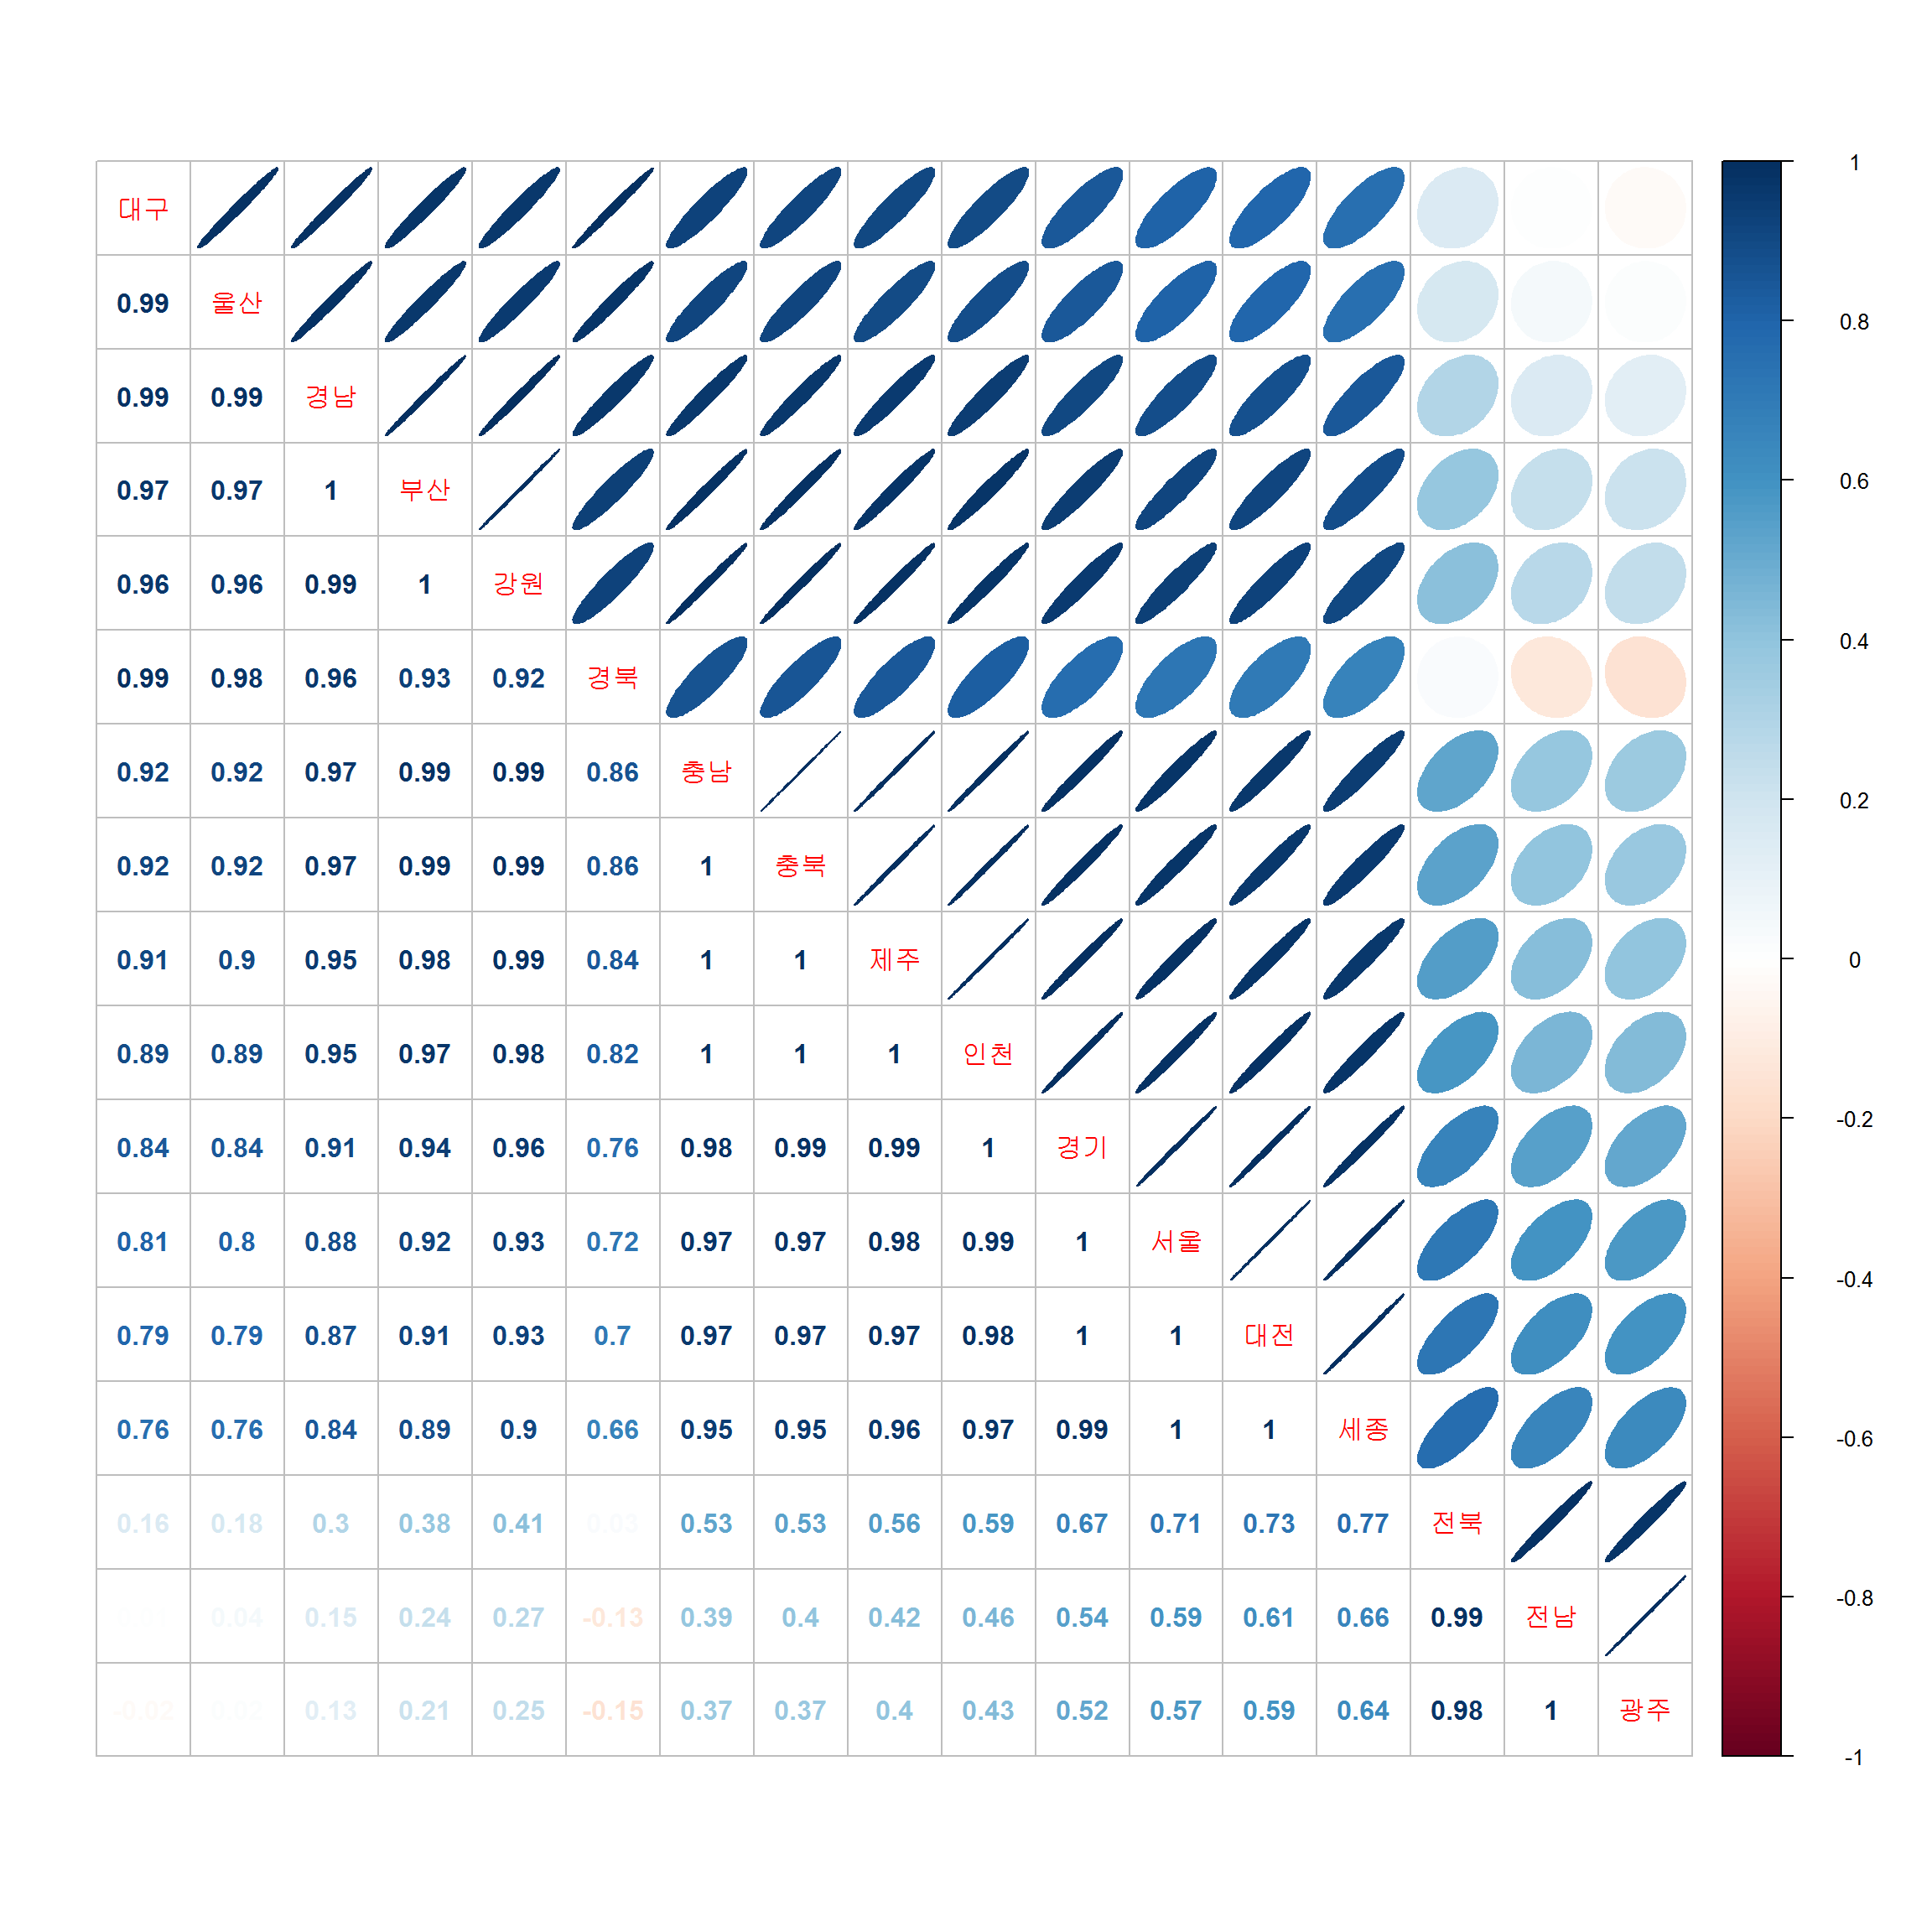 대구 1
0.99 울산 0.8
0.99 0.99 경남
0.97 0.97 1 부산 0.6
0.96 0.96 0.99 1 강원
0.99 0.98 0.96 0.93 0.92 경북 0.4
0.92 0.92 0.97 0.99 0.99 0.86 충남 0.2
0.92 0.92 0.97 0.99 0.99 0.86 1 충북
0.91 0.9 0.95 0.98 0.99 0.84 1 1 제주 0
0.89 0.89 0.95 0.97 0.98 0.82 1 1 1 인천
0.84 0.84 0.91 0.94 0.96 0.76 0.98 0.99 0.99 1 경기 -0.2
0.81 0.8 0.88 0.92 0.93 0.72 0.97 0.97 0.98 0.99 1 서울 -0.4
0.79 0.79 0.87 0.91 0.93 0.7 0.97 0.97 0.97 0.98 1 1 대전
0.76 0.76 0.84 0.89 0.9 0.66 0.95 0.95 0.96 0.97 0.99 1 1 세종 -0.6
0.16 0.18 0.3 0.38 0.41 0.03 0.53 0.53 0.56 0.59 0.67 0.71 0.73 0.77 전북
0.04 0.15 0.24 0.27 -0.13 0.39 0.4 0.42 0.46 0.54 0.59 0.61 0.66 0.99 전남 -0.8
-0.02 0.02 0.13 0.21 0.25 -0.15 0.37 0.37 0.4 0.43 0.52 0.57 0.59 0.64 0.98 1 광주
-1